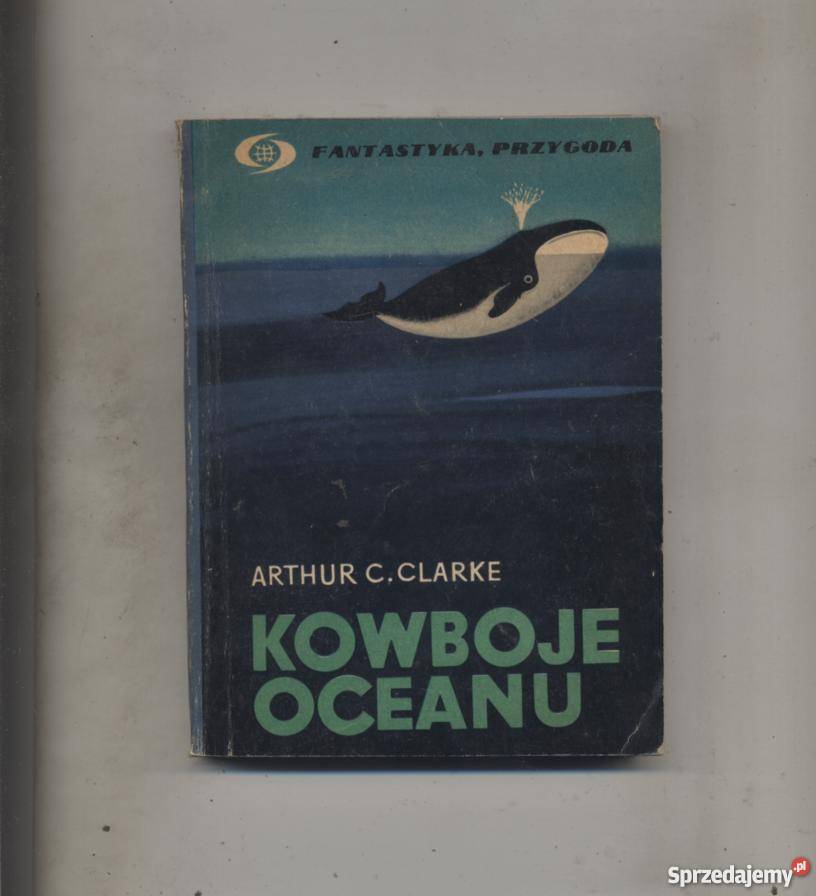 FANTASTYKA, PRZYGODA
ARTHUR C. CLARKE
KOWBOJE
OCEANU
Sprzedajemy.pl